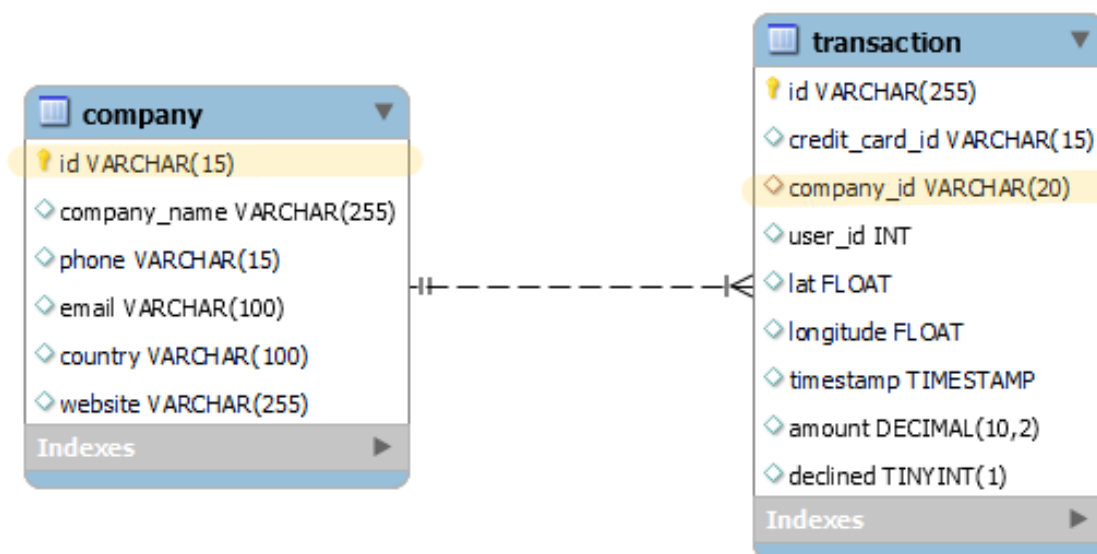 company
id VARCHAR(15)
company_name VARCHAR(255)
phone VARCHAR(15)
email VARCHAR(100)
country VARCHAR(100)
website VARCHAR(255)
Indexes
transaction
id VARCHAR(255)
credit_card_id VARCHAR(15)
company_id VARCHAR(20)
user_id INT
lat FLOAT
longitude FLOAT
timestamp TIMESTAMP
amount DECIMAL(10,2)
declined TINYINT(1)
Indexes